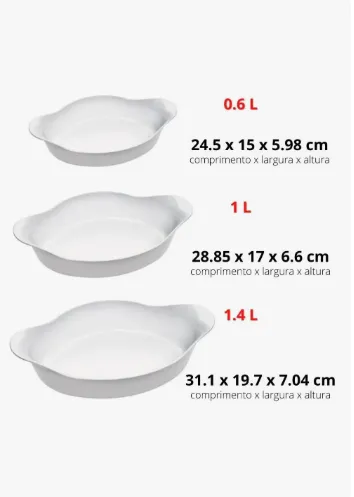 0.6 L
24.5 x 15 x 5.98 cm
comprimento x largura x altura
1 L
28.85 x 17 x 6.6 cm
comprimento x largura x altura
1.4 L
31.1 x 19.7 x 7.04 cm
comprimento x largura x altura